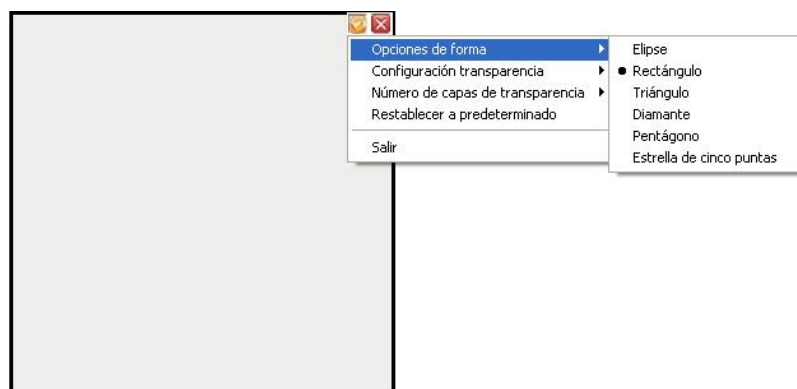 Opciones de forma
Configuración transparencia
Número de capas de transparencia
Restablecer a predeterminado
Salir
Elipse
Rectángulo
Triángulo
Diamante
Pentágono
Estrella de cinco puntas